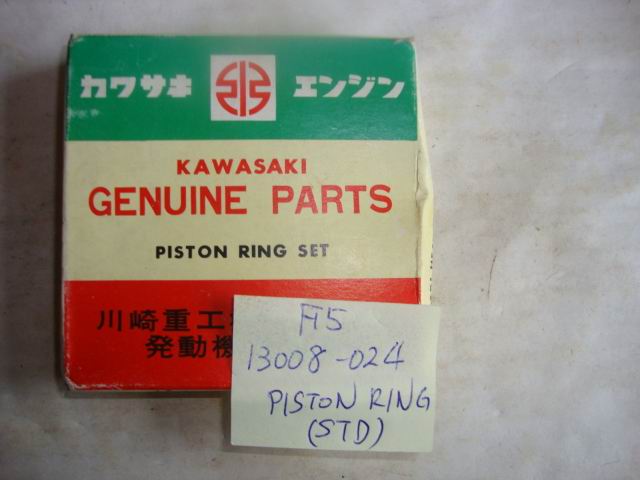 カワサキ エンジン
KAWASAKI
GENUINE PARTS
PISTON RING SET
川崎重工
発動機
F5
13008-024
PISTON RING
(STD)